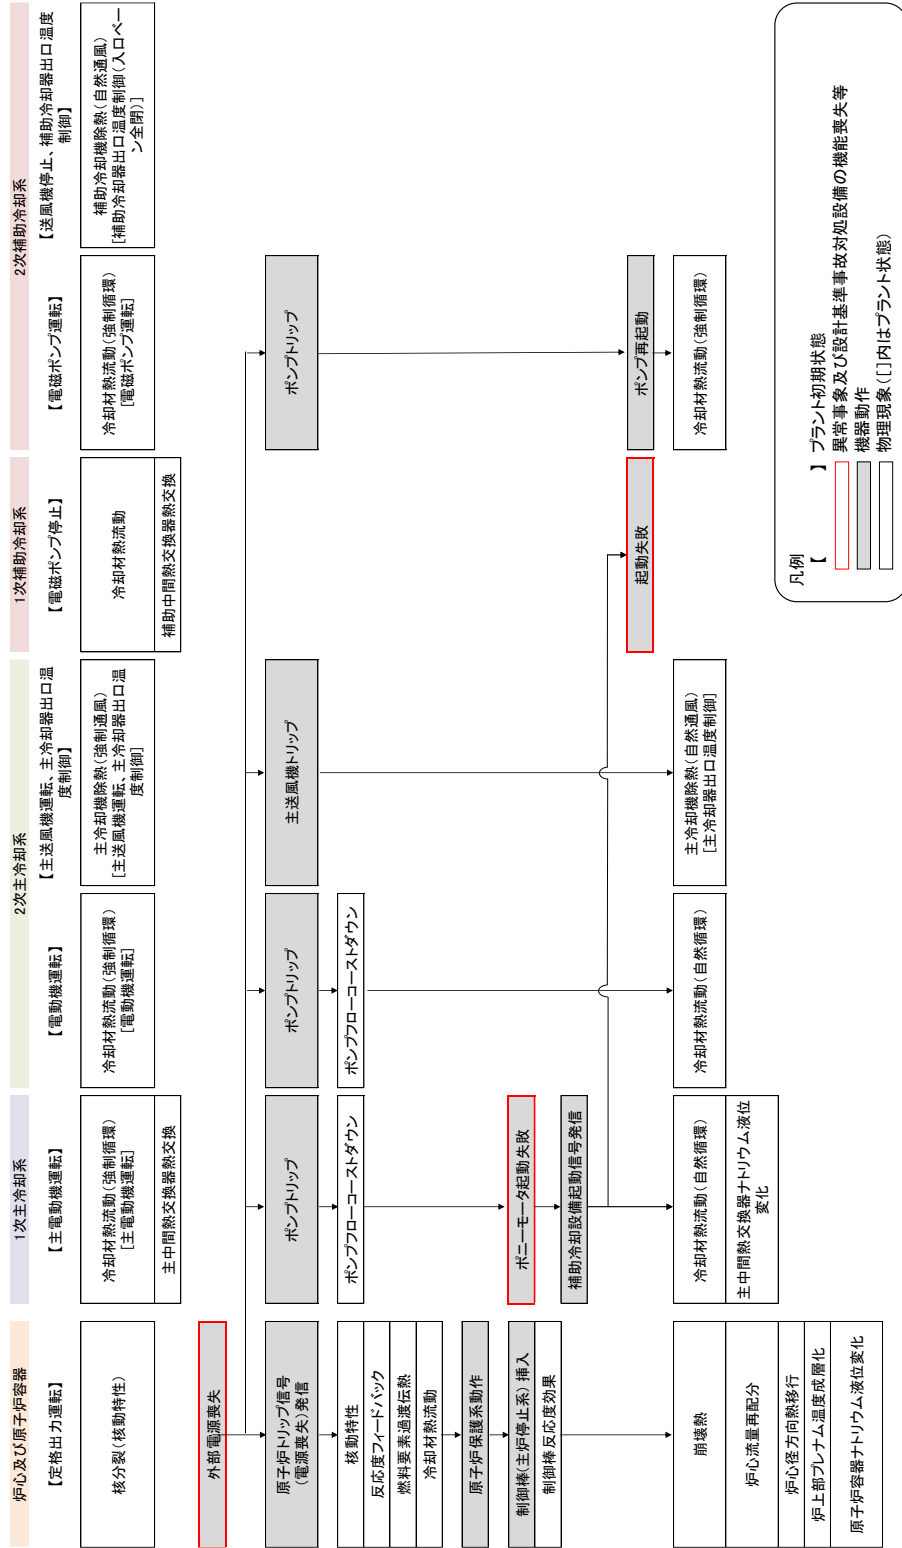 炉心及び原子炉容器
1次主冷却系
2次主冷却系
1次補助冷却系
2次補助冷却系
【定格出力運転】
【主電動機運転】
【電動機運転】
【主送風機運転、主冷却器出口温
度制御】
【電磁ポンプ停止】
【電磁ポンプ運転】
【送風機停止、補助冷却器出口温度
制御】
核分裂(核動特性)
冷却材熱流動(強制循環)
[主電動機運転]
主中間熱交換器熱交換
冷却材熱流動(強制循環)
[電動機運転]
主冷却機除熱(強制通風)
[主送風機運転、主冷却器出口温
度制御]
冷却材熱流動
補助中間熱交換器熱交換
冷却材熱流動(強制循環)
[電磁ポンプ運転]
補助冷却機除熱(自然通風)
[補助冷却器出口温度制御(入口ベー
ン全閉)]
外部電源喪失
原子炉トリップ信号
(電源喪失)発信
ポンプトリップ
ポンプトリップ
主送風機トリップ
ポンプトリップ
核動特性
反応度フィードバック
燃料要素過渡伝熱
冷却材熱流動
ポンプフローコーストダウン
ポンプフローコーストダウン
原子炉保護系動作
制御棒(主炉停止系) 挿入
制御棒反応度効果
ポニーモータ起動失敗
補助冷却設備起動信号発信
起動失敗
ポンプ再起動
崩壊熱
炉心流量再配分
炉心径方向熱移行
炉上部プレナム温度成層化
原子炉容器ナトリウム液位変化
冷却材熱流動(自然循環)
主中間熱交換器ナトリウム液位
変化
冷却材熱流動(自然循環)
主冷却機除熱(自然通風)
[主冷却器出口温度制御]
冷却材熱流動(強制循環)
凡例
【 】 プラント初期状態
異常事象及び設計基準事故対処設備の機能喪失等
機器動作
物理現象([]内はプラント状態)